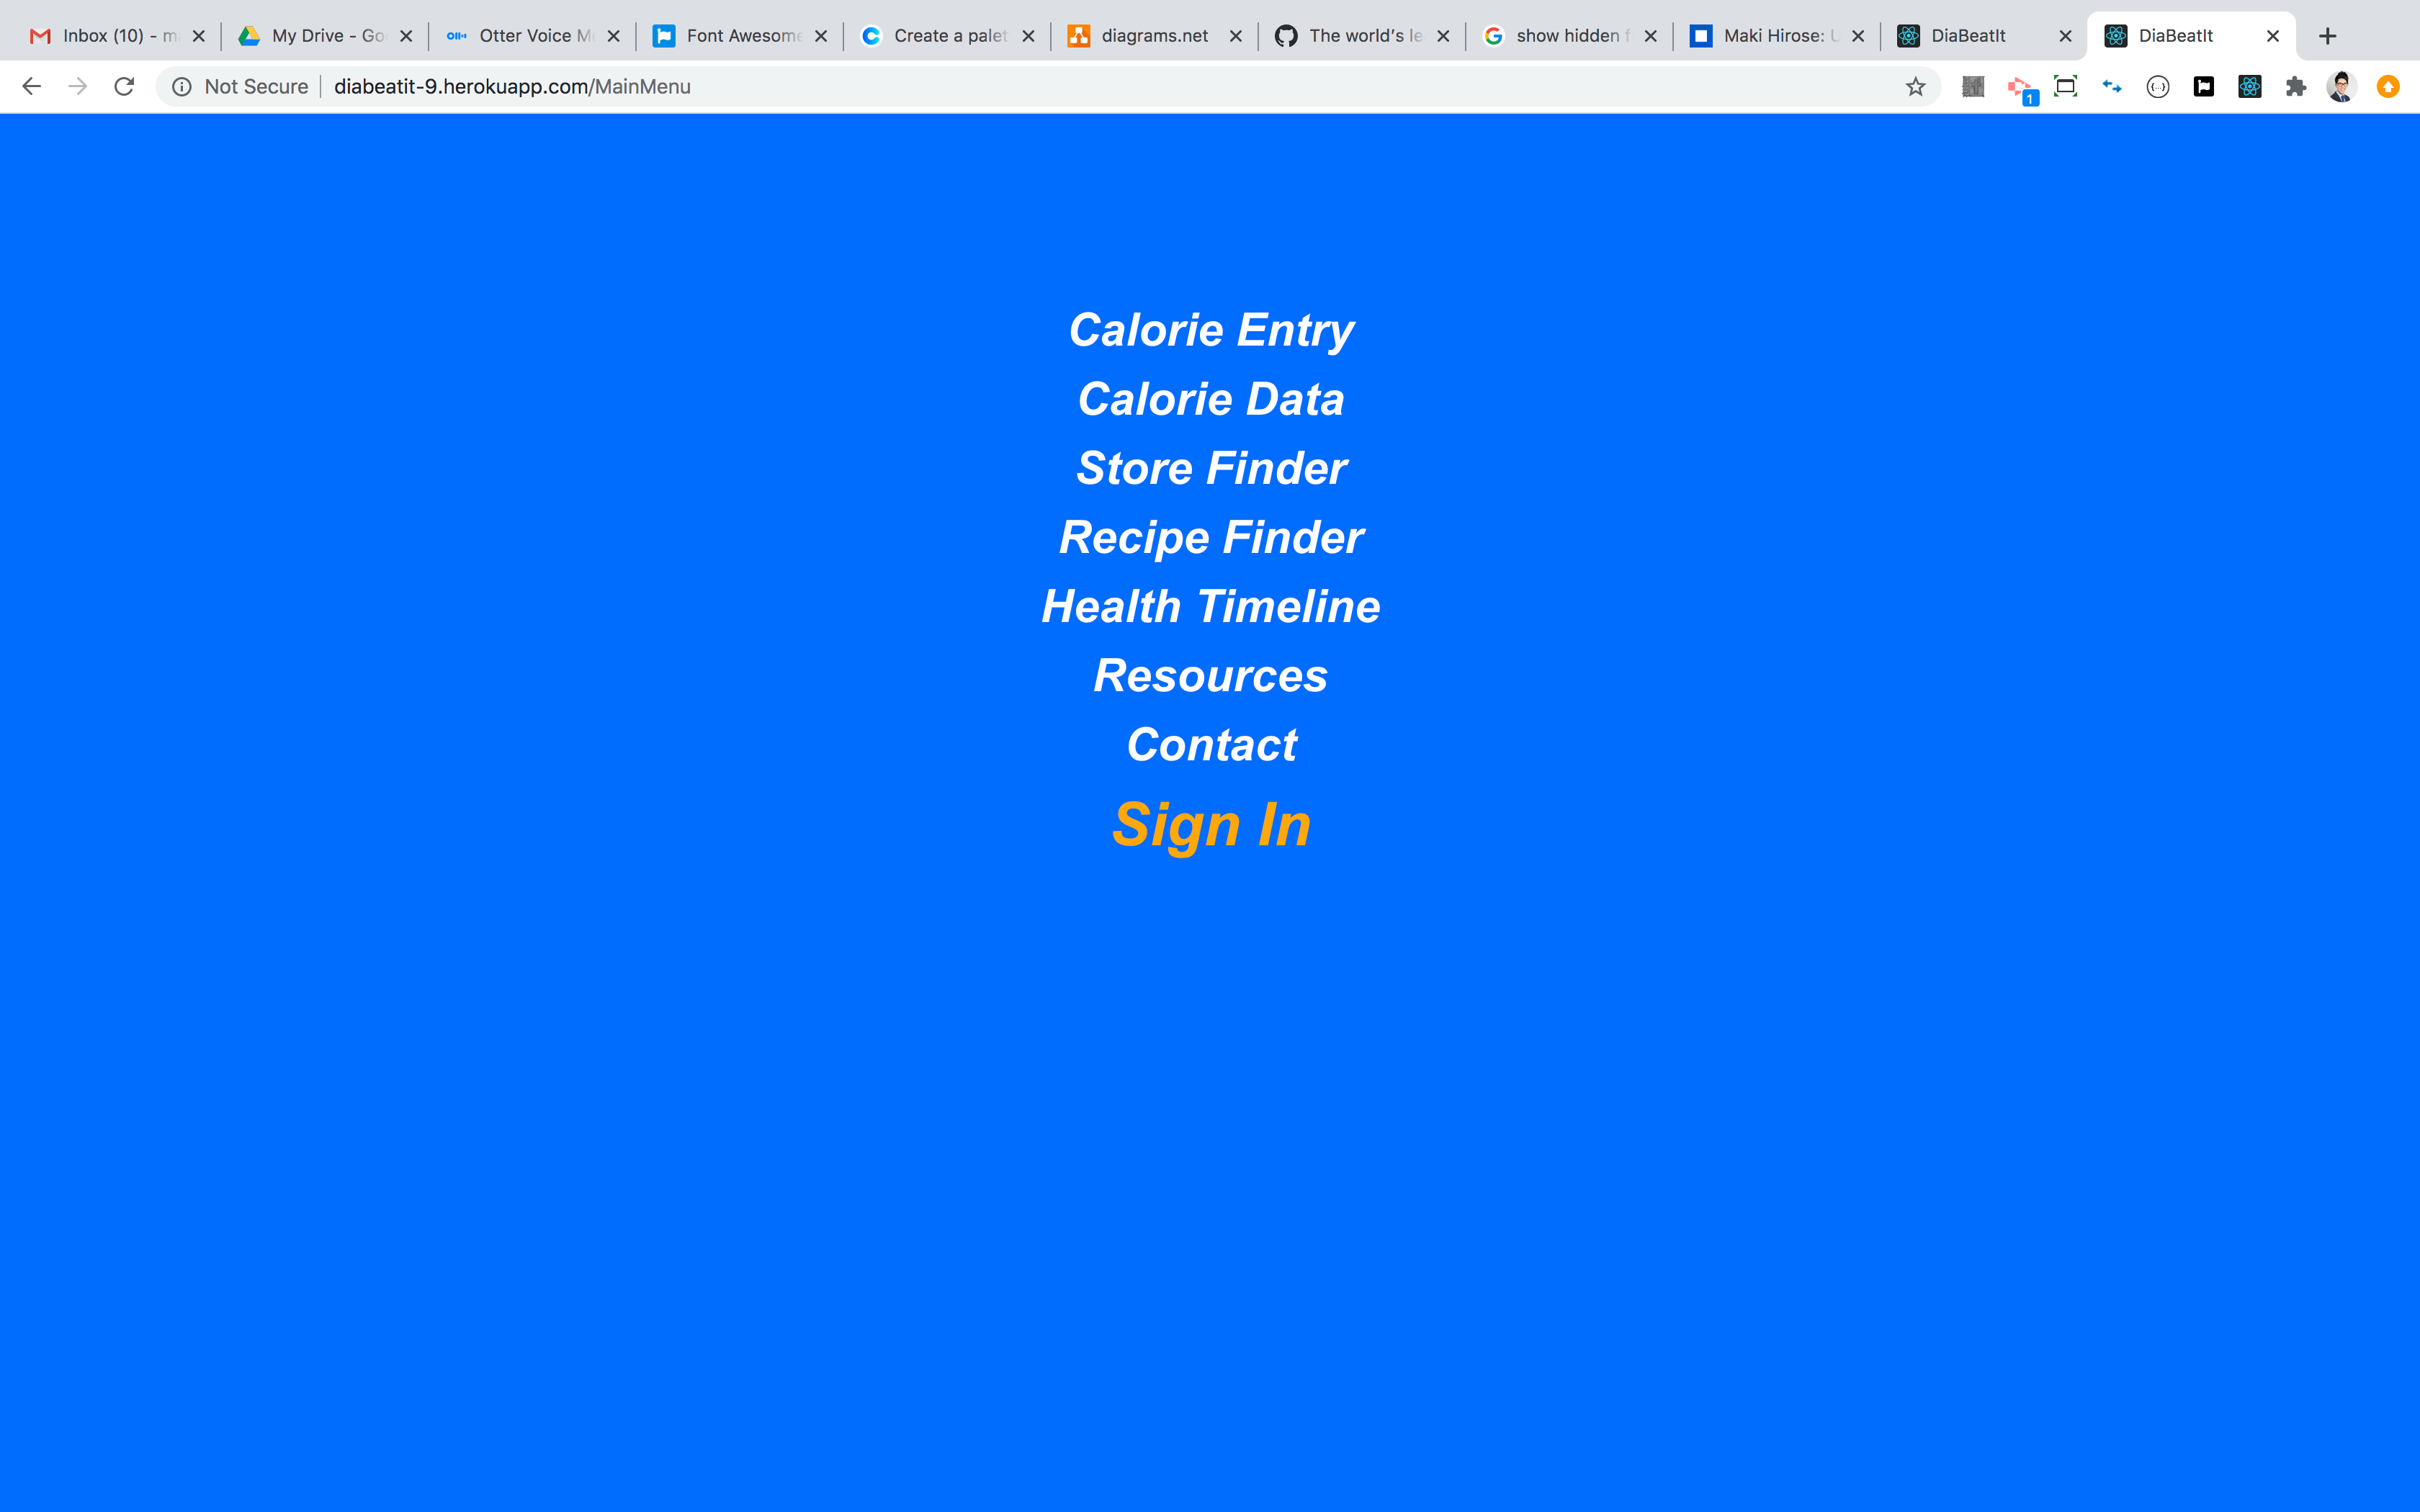 Inbox (10) - m
My Drive - Go
Otter Voice M
Font Awesome
Create a palet
diagrams.net
The world's le
show hidden f
Maki Hirose: U
DiaBeatIt
DiaBeatIt
Not Secure
diabeatit-9.herokuapp.com/MainMenu
1
Calorie Entry
Calorie Data
Store Finder
Recipe Finder
Health Timeline
Resources
Contact
Sign In